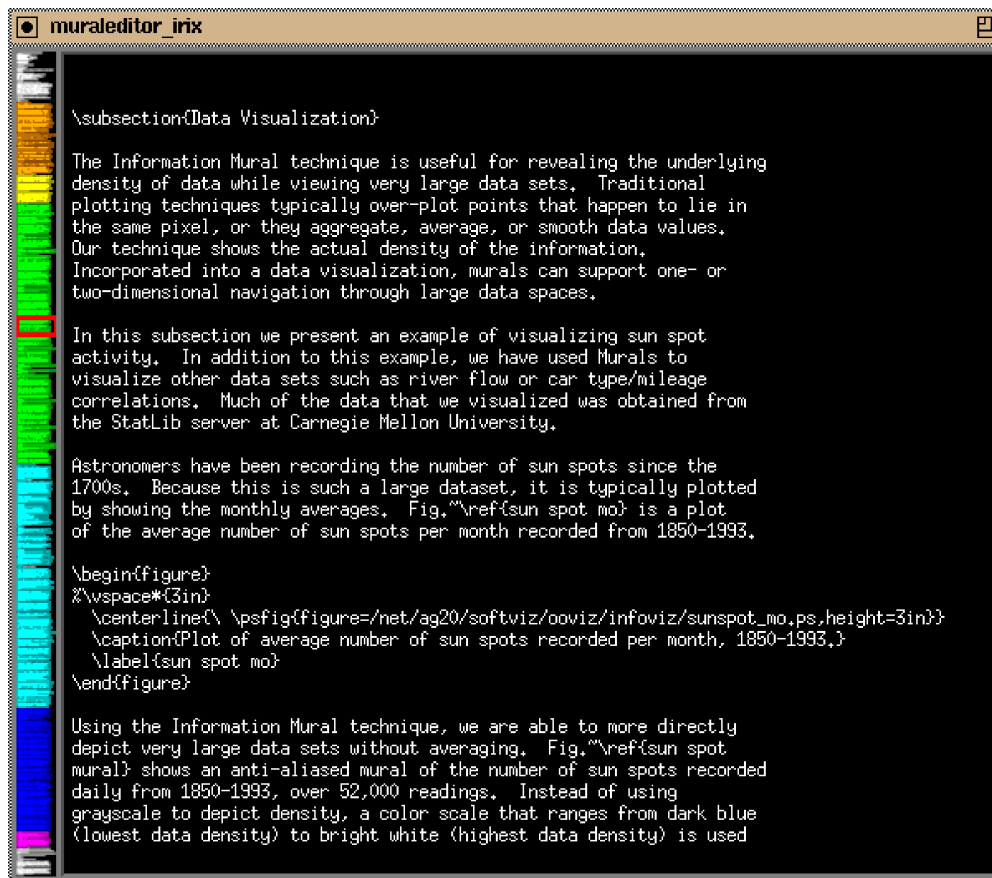 muraleditor_irix
\subsection{Data Visualization}
The Information Mural technique is useful for revealing the underlying
density of data while viewing very large data sets.  Traditional
plotting techniques typically over-plot points that happen to lie in
the same pixel, or they aggregate, average, or smooth data values.
Our technique shows the actual density of the information.
Incorporated into a data visualization, murals can support one- or
two-dimensional navigation through large data spaces.
In this subsection we present an example of visualizing sun spot
activity.  In addition to this example, we have used Murals to
visualize other data sets such as river flow or car type/mileage
correlations.  Much of the data that we visualized was obtained from
the StatLib server at Carnegie Mellon University.
Astronomers have been recording the number of sun spots since the
1700s.  Because this is such a large dataset, it is typically plotted
by showing the monthly averages.  Fig.~\ref{sun spot mo} is a plot
of the average number of sun spots per month recorded from 1850-1993.
\begin{figure}
%\vspace*{3in}
  \centerline{\ \psfig{figure=/net/ag20/softviz/ooviz/infoviz/sunspot_mo.ps,height=3in}}
  \caption{Plot of average number of sun spots recorded per month, 1850-1993.}
  \label{sun spot mo}
\end{figure}
Using the Information Mural technique, we are able to more directly
depict very large data sets without averaging.  Fig.~\ref{sun spot
mural} shows an anti-aliased mural of the number of sun spots recorded
daily from 1850-1993, over 52,000 readings.  Instead of using
grayscale to depict density, a color scale that ranges from dark blue
(lowest data density) to bright white (highest data density) is used